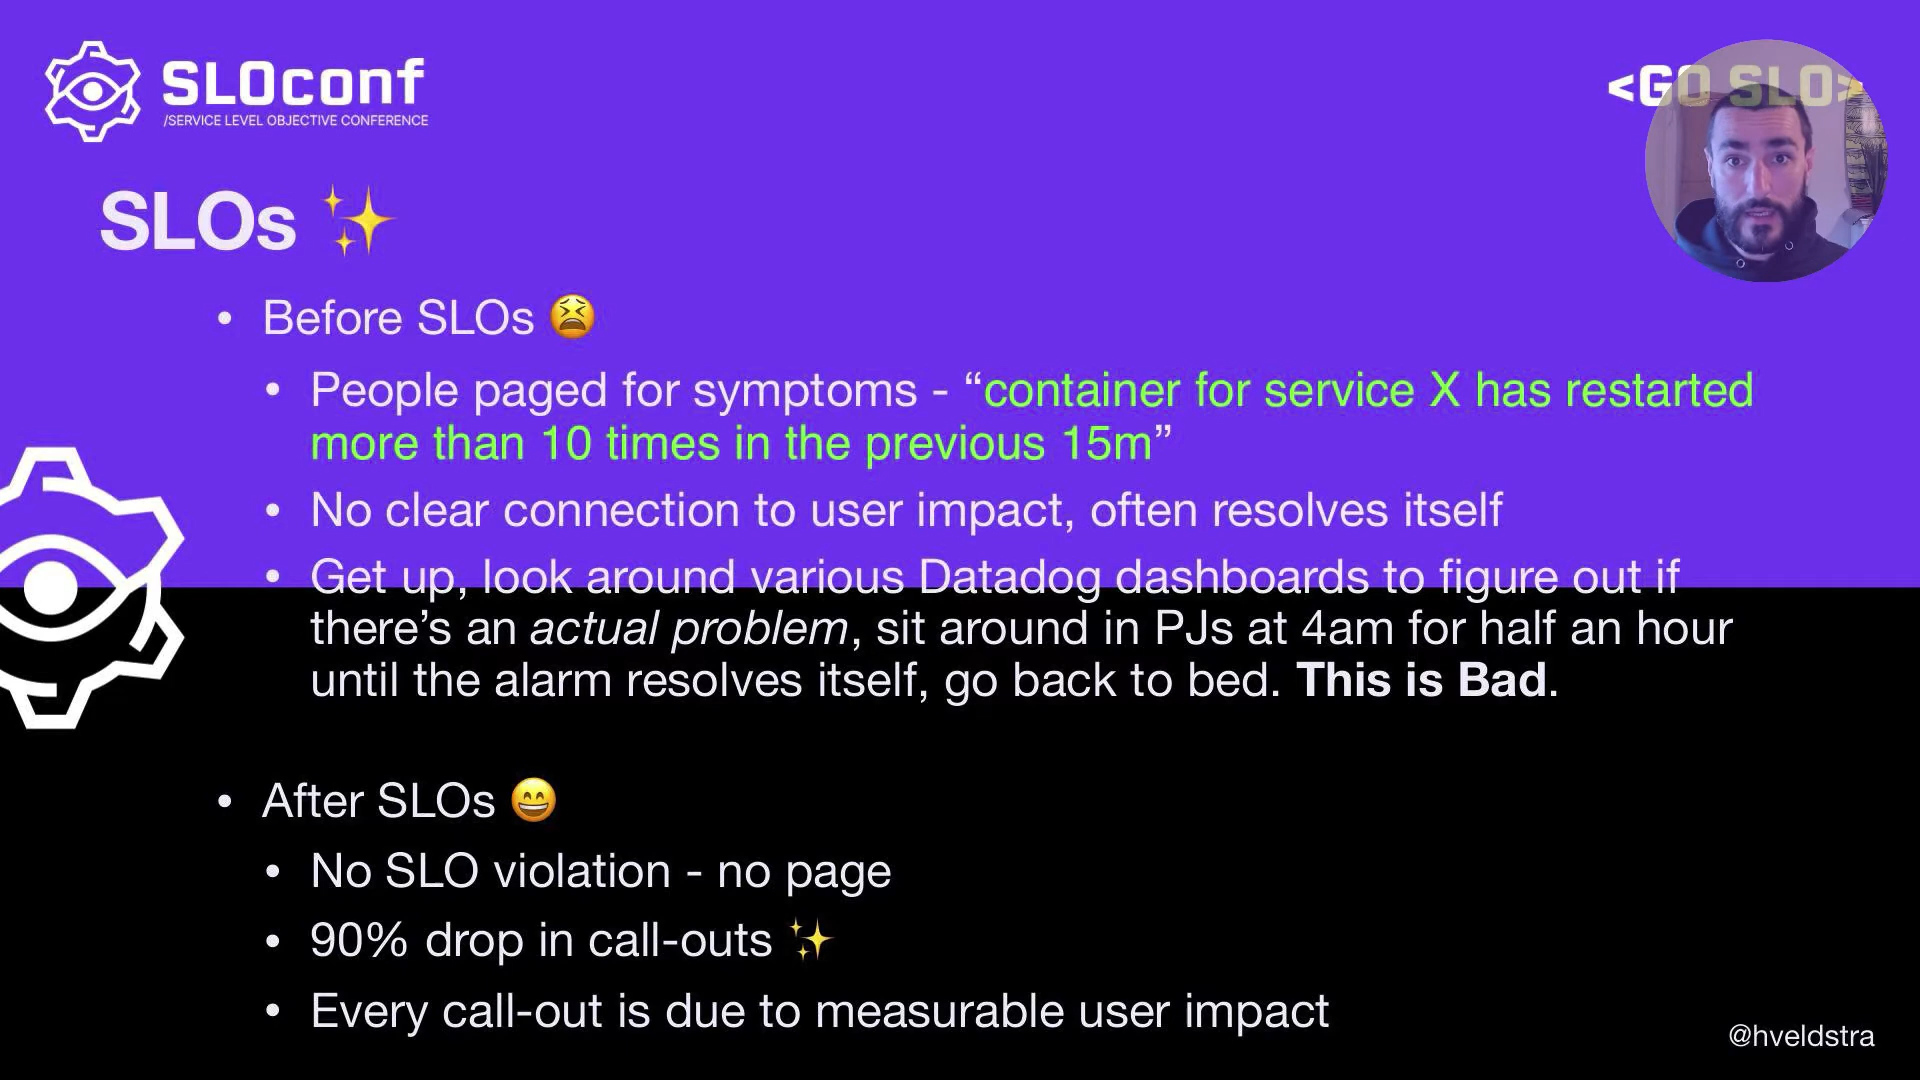 SLOconf
/SERVICE LEVEL OBJECTIVE CONFERENCE
<GO SLO>
SLOs ✨
• Before SLOs 😫
• People paged for symptoms - “container for service X has restarted
more than 10 times in the previous 15m”
• No clear connection to user impact, often resolves itself
• Get up, look around various Datadog dashboards to figure out if
there’s an actual problem, sit around in PJs at 4am for half an hour
until the alarm resolves itself, go back to bed. This is Bad.
• After SLOs 😄
• No SLO violation - no page
• 90% drop in call-outs ✨
• Every call-out is due to measurable user impact
@hveldstra